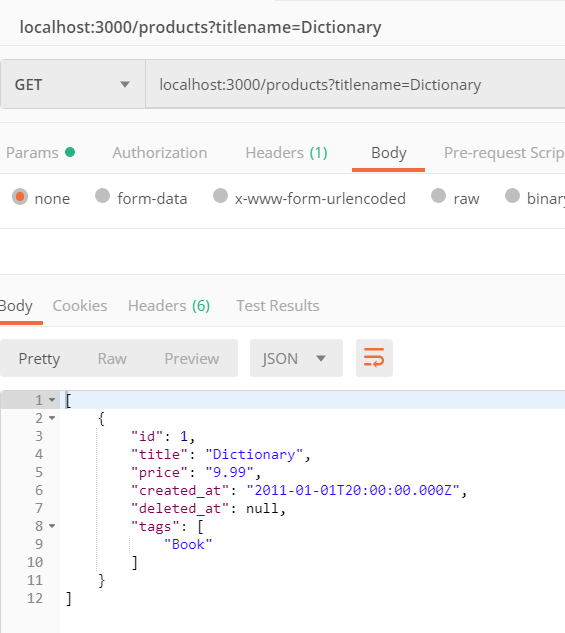 localhost:3000/products?titlename=Dictionary
GET localhost:3000/products?titlename=Dictionary
Params Authorization Headers (1) Body Pre-request Scrip
none form-data x-www-form-urlencoded raw binary
Body Cookies Headers (6) Test Results
Pretty Raw Preview JSON
1 [
2 {
3 "id": 1,
4 "title": "Dictionary",
5 "price": "9.99",
6 "created_at": "2011-01-01T20:00:00.000Z",
7 "deleted_at": null,
8 "tags": [
9 "Book"
10 ]
11 }
12 ]